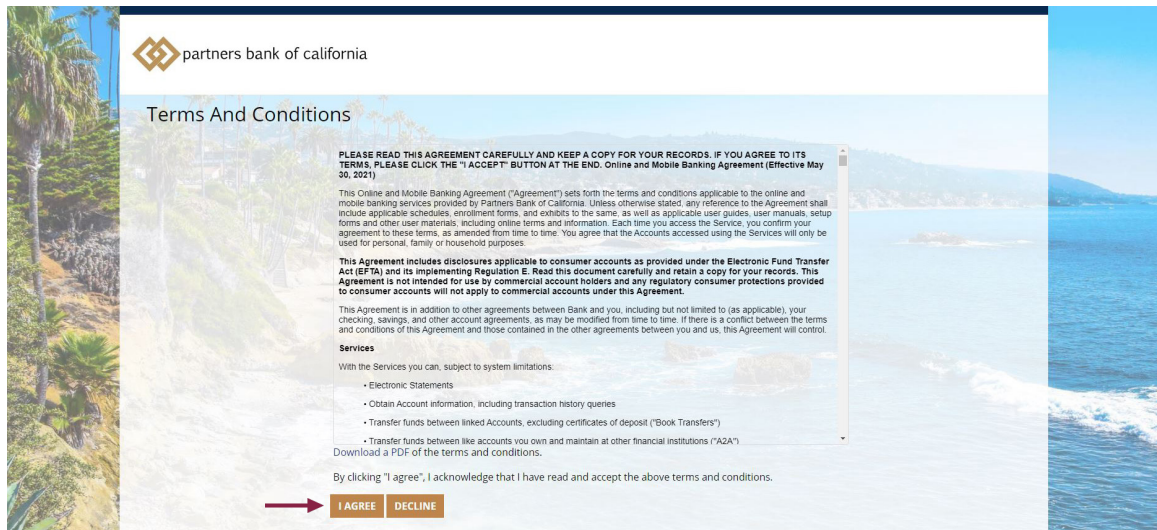 partners bank of california
Terms And Conditions
PLEASE READ THIS AGREEMENT CAREFULLY AND KEEP A COPY FOR YOUR RECORDS. IF YOU AGREE TO ITS
TERMS, PLEASE CLICK THE "I ACCEPT" BUTTON AT THE END. Online and Mobile Banking Agreement (Effective May
30, 2021)
This Online and Mobile Banking Agreement ("Agreement") sets forth the terms and conditions applicable to the online and
mobile banking services provided by Partners Bank of California. Unless otherwise stated, any reference to the Agreement shall
include applicable schedules, enrollment forms, and exhibits to the same, as well as applicable user guides, user manuals, setup
forms and other user materials, including online terms and information. Each time you access the Service, you confirm your
agreement to these terms, as amended from time to time. You agree that the Accounts accessed using the Services will only be
used for personal, family or household purposes.
This Agreement includes disclosures applicable to consumer accounts as provided under the Electronic Fund Transfer
Act (EFTA) and its implementing Regulation E. Read this document carefully and retain a copy for your records. This
Agreement is not intended for use by commercial account holders and any regulatory consumer protections provided
to consumer accounts will not apply to commercial accounts under this Agreement.
This Agreement is in addition to other agreements between Bank and you, including but not limited to (as applicable), your
checking, savings, and other account agreements, as may be modified from time to time. If there is a conflict between the terms
and conditions of this Agreement and those contained in the other agreements between you and us, this Agreement will control.
Services
With the Services you can, subject to system limitations:
• Electronic Statements
• Obtain Account information, including transaction history queries
• Transfer funds between linked Accounts, excluding certificates of deposit ("Book Transfers")
• Transfer funds between like accounts you own and maintain at other financial institutions ("A2A")
Download a PDF of the terms and conditions.
By clicking "I agree", I acknowledge that I have read and accept the above terms and conditions.
I AGREE DECLINE